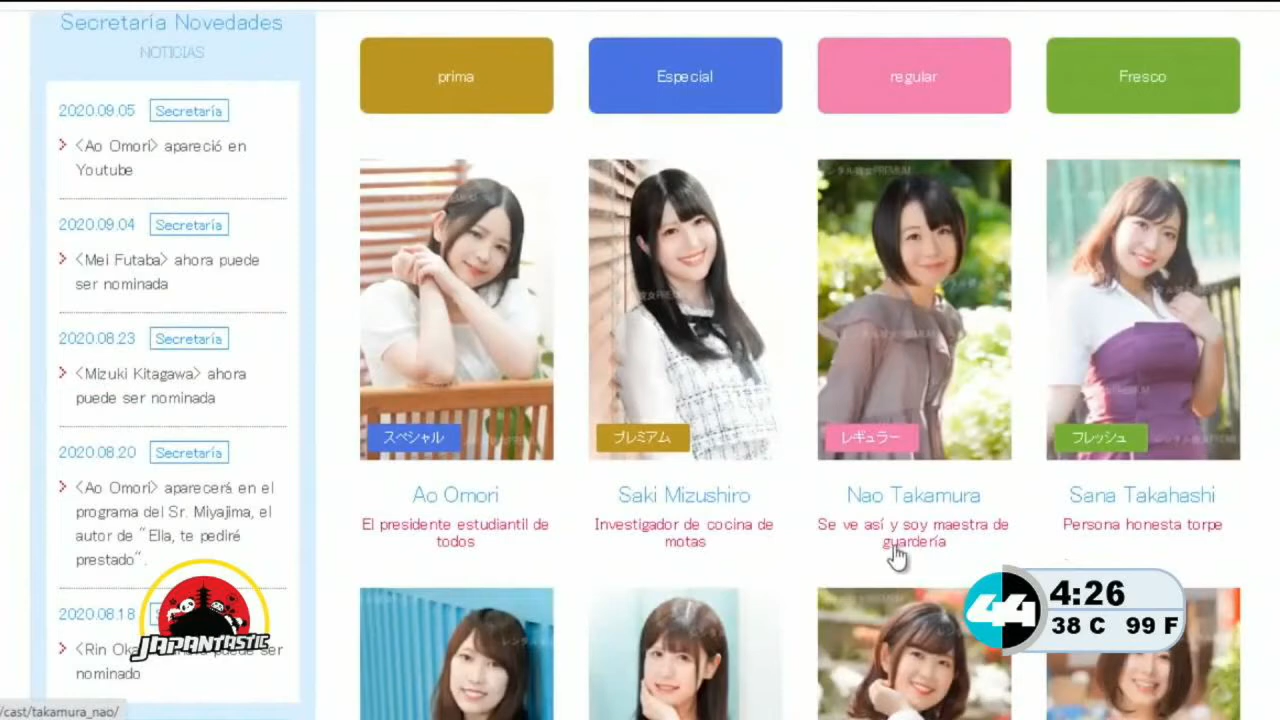 Secretaría Novedades
NOTICIAS
2020.09.05 Secretaría
<Ao Omori> apareció en
Youtube
2020.09.04 Secretaría
<Mei Futaba> ahora puede
ser nominada
2020.08.23 Secretaría
<Mizuki Kitagawa> ahora
puede ser nominada
2020.08.20 Secretaría
<Ao Omori> aparecerá en el
programa del Sr. Miyajima, el
autor de "Ella, te pediré
prestado".
2020.08.18
<Rin Oka
puede ser
nominado
JAPANTASTIC
/cast/takamura_nao/
prima
Especial
regular
Fresco
スペシャル
プレミアム
レギュラー
フレッシュ
Ao Omori
El presidente estudiantil de
todos
Saki Mizushiro
Investigador de cocina de
motas
Nao Takamura
Se ve así y soy maestra de
guardería
Sana Takahashi
Persona honesta torpe
44
4:26
38 C 99 F